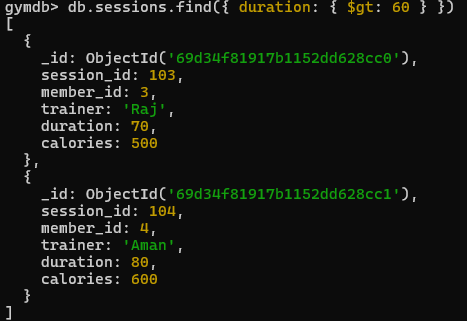 gymdb> db.sessions.find({ duration: { $gt: 60 } })
[
  {
    _id: ObjectId('69d34f81917b1152dd628cc0'),
    session_id: 103,
    member_id: 3,
    trainer: 'Raj',
    duration: 70,
    calories: 500
  },
  {
    _id: ObjectId('69d34f81917b1152dd628cc1'),
    session_id: 104,
    member_id: 4,
    trainer: 'Aman',
    duration: 80,
    calories: 600
  }
]